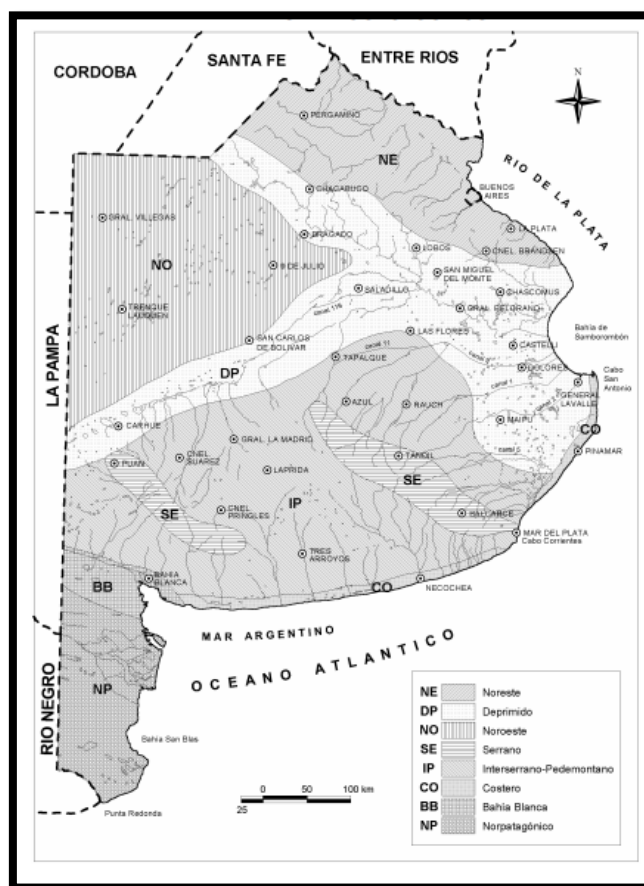 CORDOBA
SANTA FE
ENTRE RIOS
N
PERGAMINO
NE
RIO DE LA PLATA
CHACABUCO
BUENOS
AIRES
GRAL. VILLEGAS
LA PLATA
BRAGADO
LOBOS
CNEL. BRANDSEN
NO
9 DE JULIO
SAN MIGUEL
DEL MONTE
SALADILLO
CHASCOMUS
TRENQUE
LAUQUEN
GRAL. BELGRANO
Bahía de
Samborombón
SAN CARLOS
DE BOLIVAR
LAS FLORES
CASTELLI
canal 11
TAPALQUE
LA PAMPA
DP
DOLORES
Cabo
San
Antonio
canal 1
AZUL
RAUCH
GENERAL
LAVALLE
MAIPU
CARHUE
GRAL. LA MADRID
CO
PINAMAR
PUAN
CNEL
SUAREZ
LAPRIDA
TANDIL
canal 5
SE
SE
CNEL
PRINGLES
IP
BALCARCE
MAR DEL PLATA
Cabo Corrientes
TRES
ARROYOS
BB
BAHIA
BLANCA
CO
NECOCHEA
MAR ARGENTINO
OCEANO ATLANTICO
RIO NEGRO
NP
Bahía San Blas
Punta Redonda
25 0 50 100 km
NE Noreste
DP Deprimido
NO Noroeste
SE Serrano
IP Interserrano-Pedemontano
CO Costero
BB Bahía Blanca
NP Norpatagónico